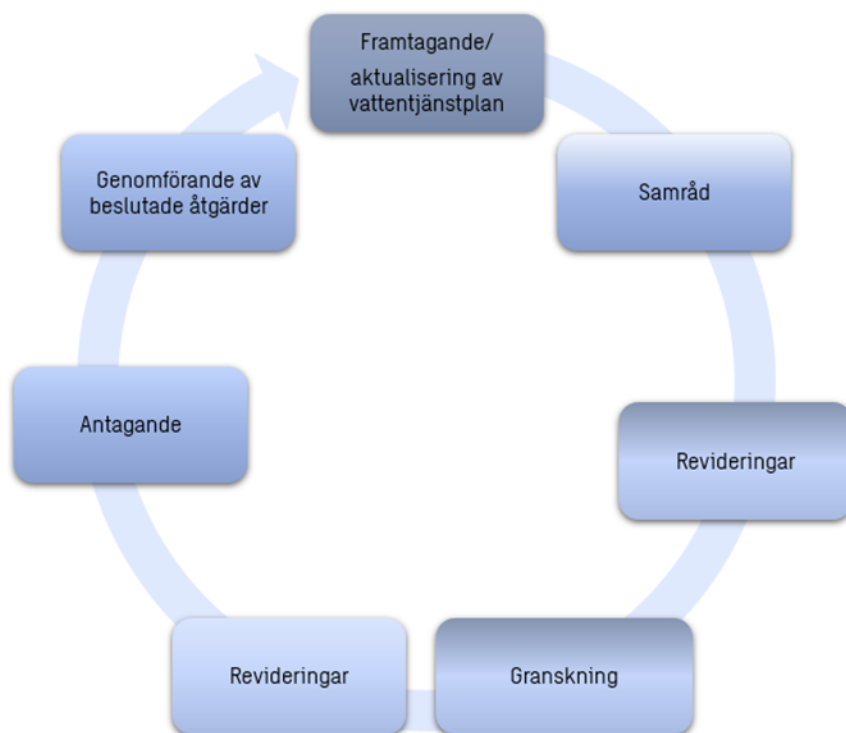 Framtagande/
aktualisering av
vattentjänstplan
Samråd
Revideringar
Granskning
Revideringar
Antagande
Genomförande av
beslutade åtgärder